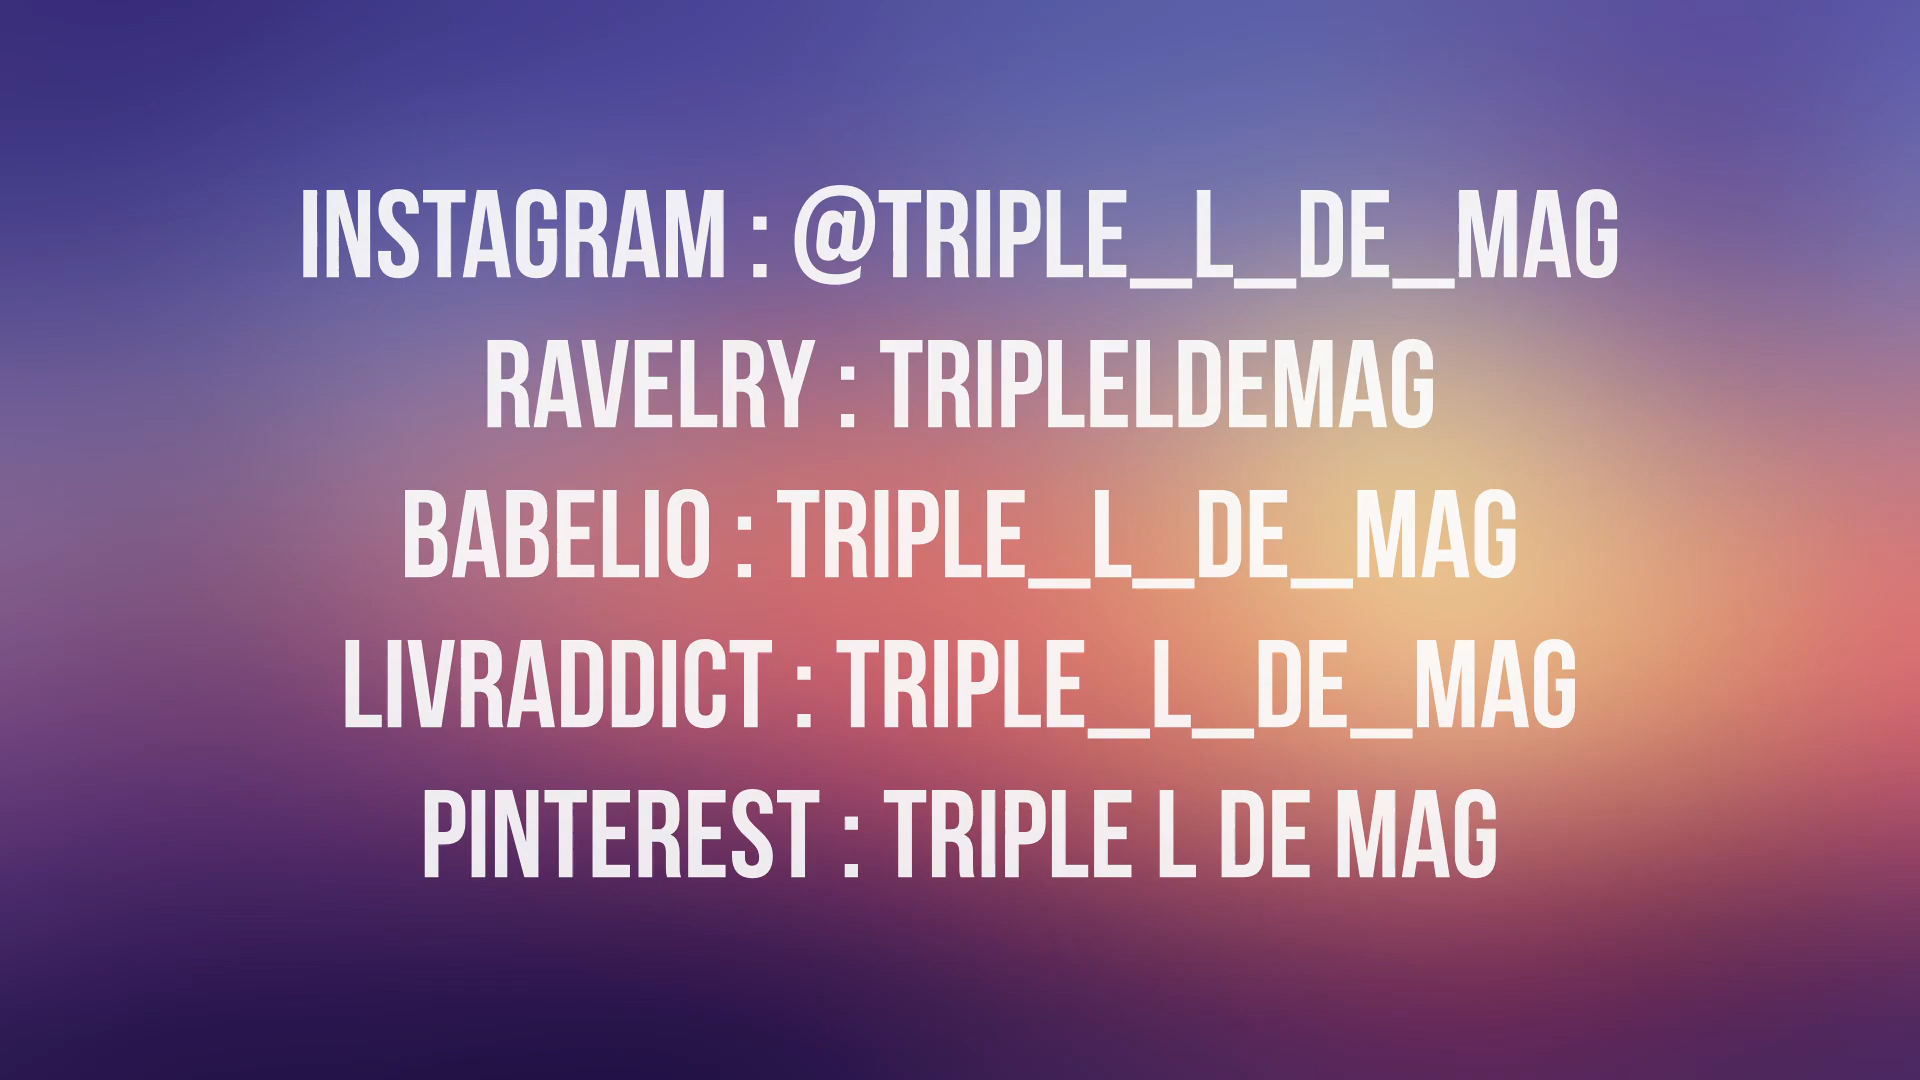 INSTAGRAM : @TRIPLE_L_DE_MAG
RAVELRY : TRIPLELDEMAG
BABELIO : TRIPLE_L_DE_MAG
LIVRADDICT : TRIPLE_L_DE_MAG
PINTEREST : TRIPLE L DE MAG